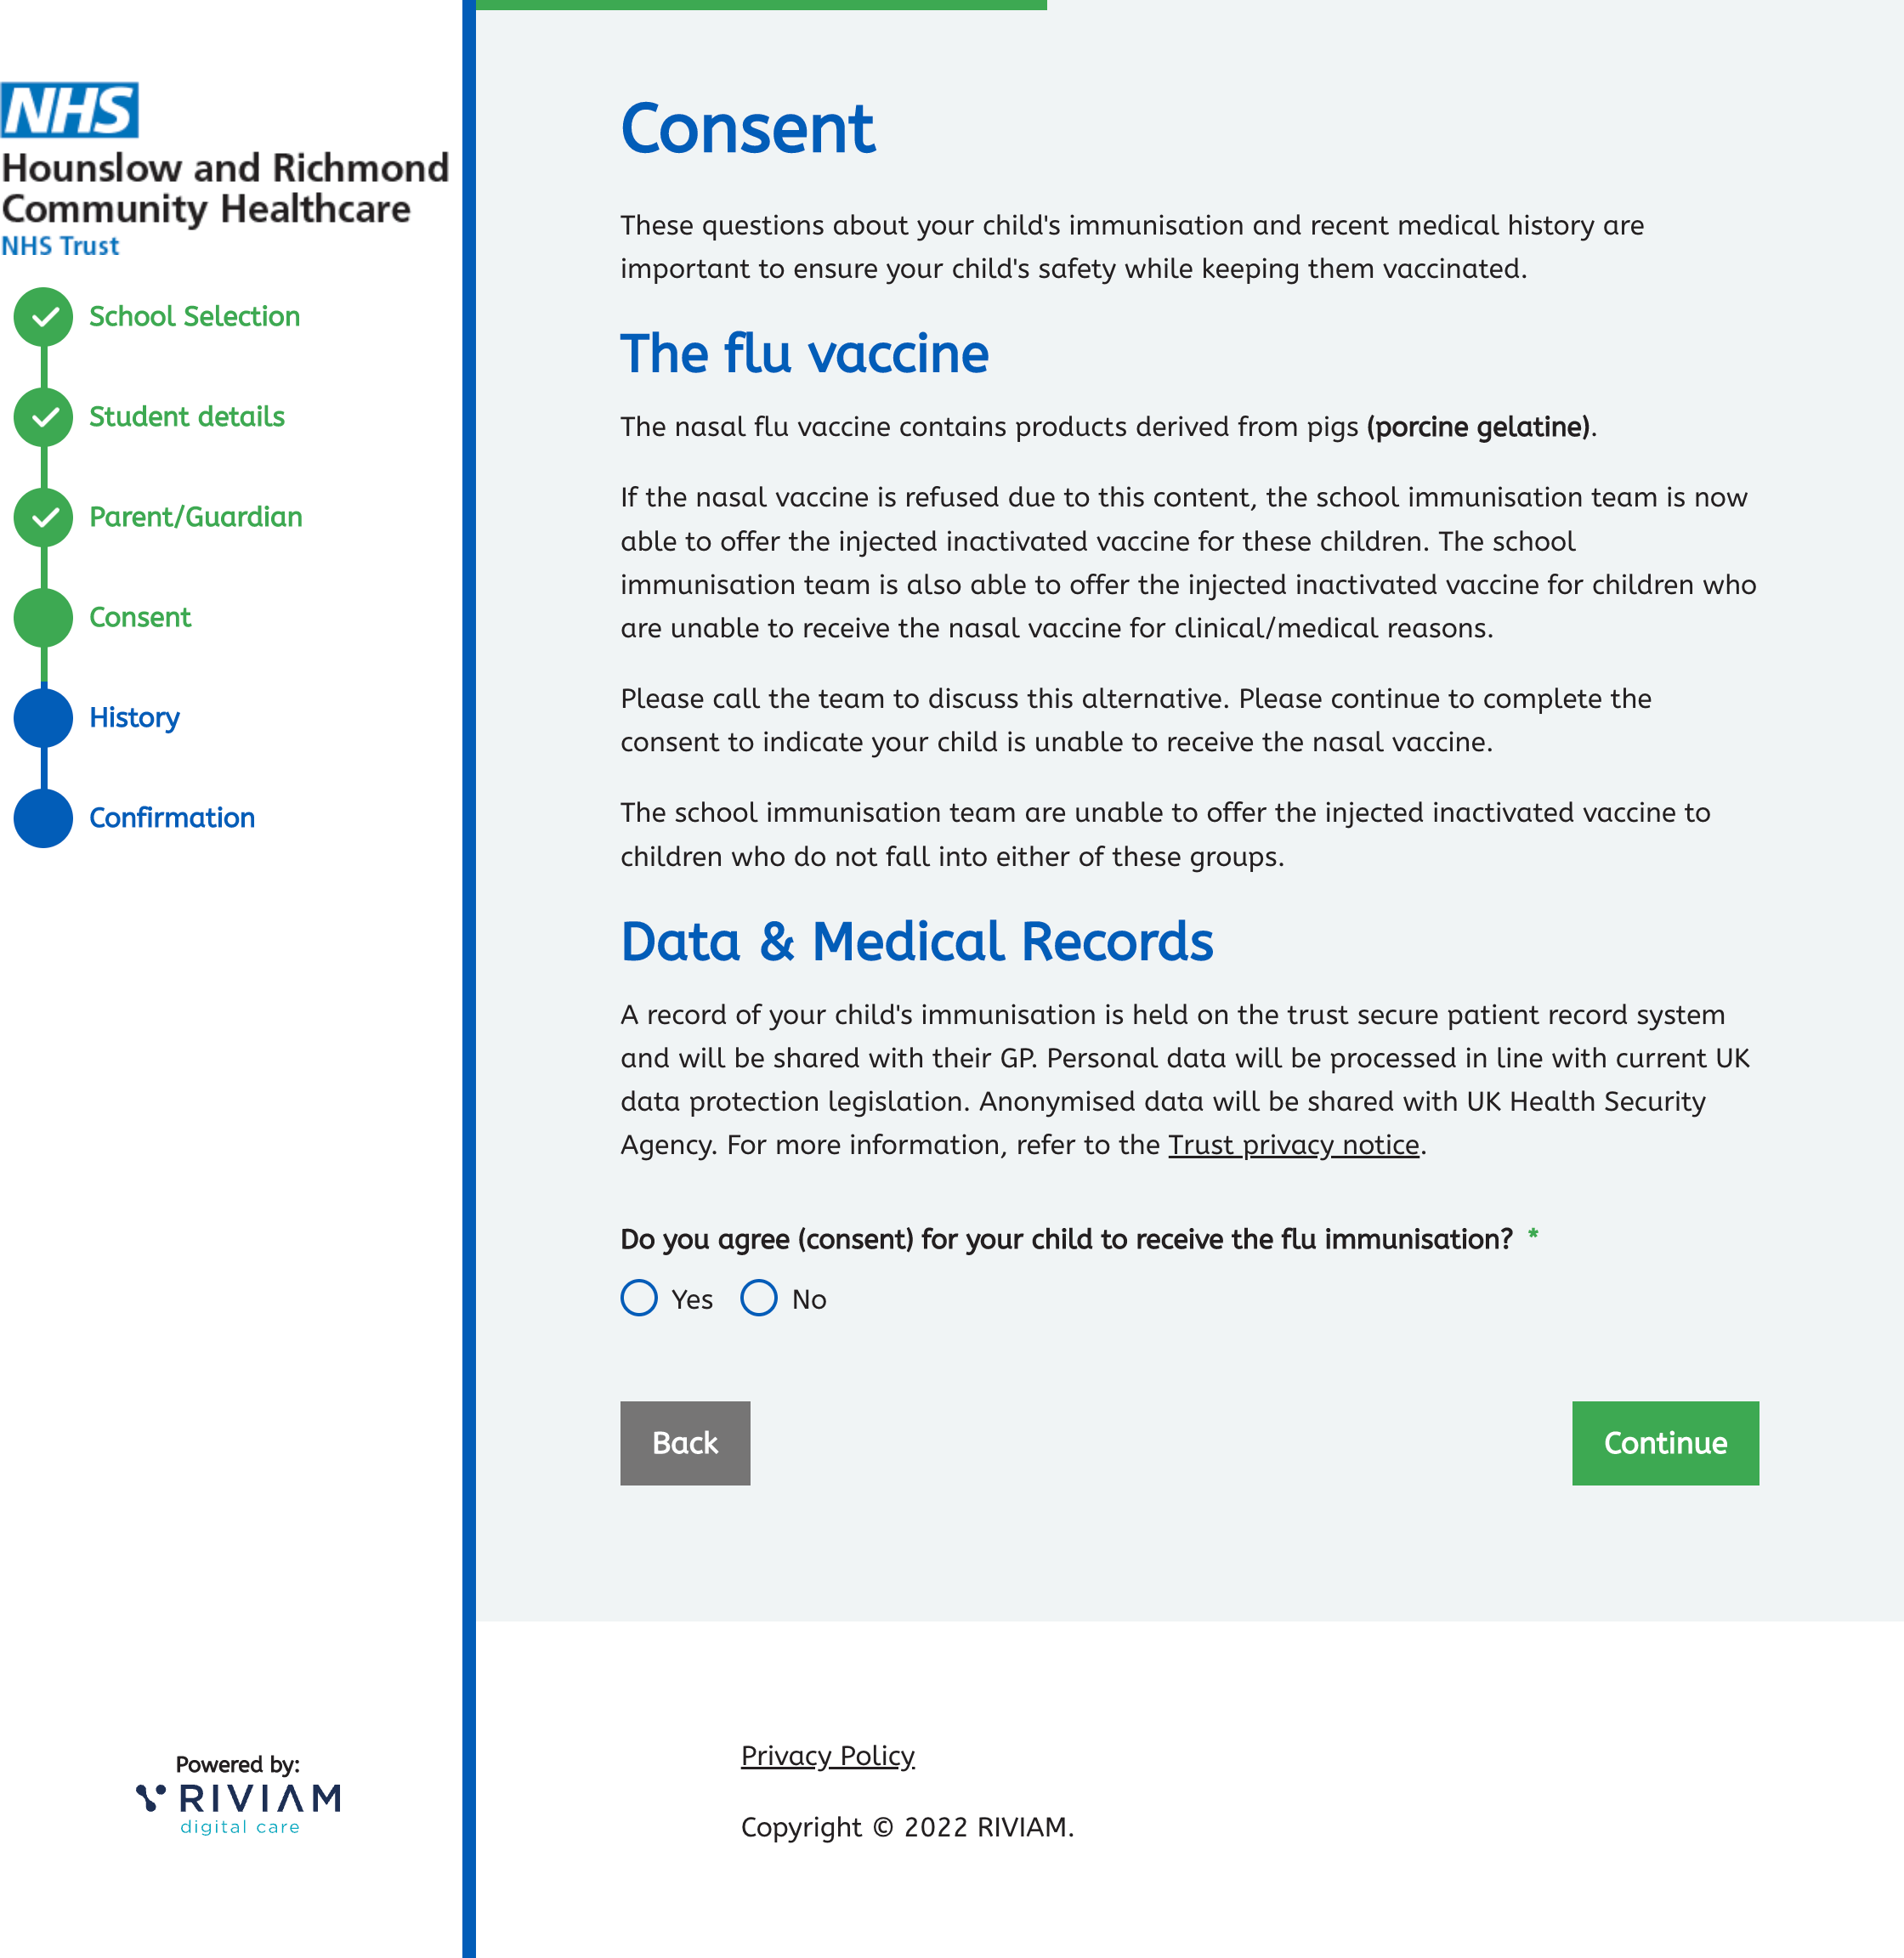 NHS
Hounslow and Richmond
Community Healthcare
NHS Trust
School Selection
Student details
Parent/Guardian
Consent
History
Confirmation
Powered by:
RIVIAM
digital care
Consent
These questions about your child's immunisation and recent medical history are
important to ensure your child's safety while keeping them vaccinated.
The flu vaccine
The nasal flu vaccine contains products derived from pigs (porcine gelatine).
If the nasal vaccine is refused due to this content, the school immunisation team is now
able to offer the injected inactivated vaccine for these children. The school
immunisation team is also able to offer the injected inactivated vaccine for children who
are unable to receive the nasal vaccine for clinical/medical reasons.
Please call the team to discuss this alternative. Please continue to complete the
consent to indicate your child is unable to receive the nasal vaccine.
The school immunisation team are unable to offer the injected inactivated vaccine to
children who do not fall into either of these groups.
Data & Medical Records
A record of your child's immunisation is held on the trust secure patient record system
and will be shared with their GP. Personal data will be processed in line with current UK
data protection legislation. Anonymised data will be shared with UK Health Security
Agency. For more information, refer to the Trust privacy notice.
Do you agree (consent) for your child to receive the flu immunisation? *
Yes No
Back Continue
Privacy Policy
Copyright © 2022 RIVIAM.